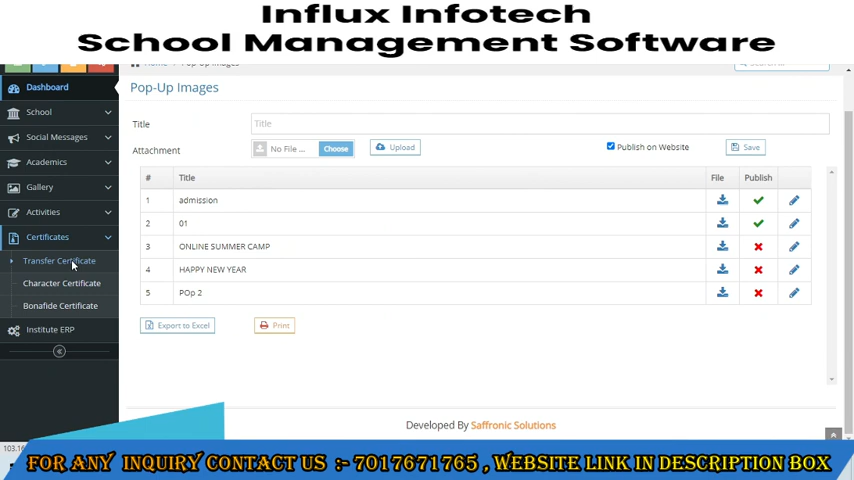 Influx Infotech
School Management Software
Dashboard
School
Social Messages
Academics
Gallery
Activities
Certificates
Transfer Certificate
Character Certificate
Bonafide Certificate
Institute ERP
Pop-Up Images
Title Title
Attachment No File ... Choose Upload Publish on Website Save
# Title File Publish
1 admission
2 01
3 ONLINE SUMMER CAMP
4 HAPPY NEW YEAR
5 POp 2
Export to Excel Print
Developed By Saffronic Solutions
FOR ANY INQUIRY CONTACT US :- 7017671765 , WEBSITE LINK IN DESCRIPTION BOX